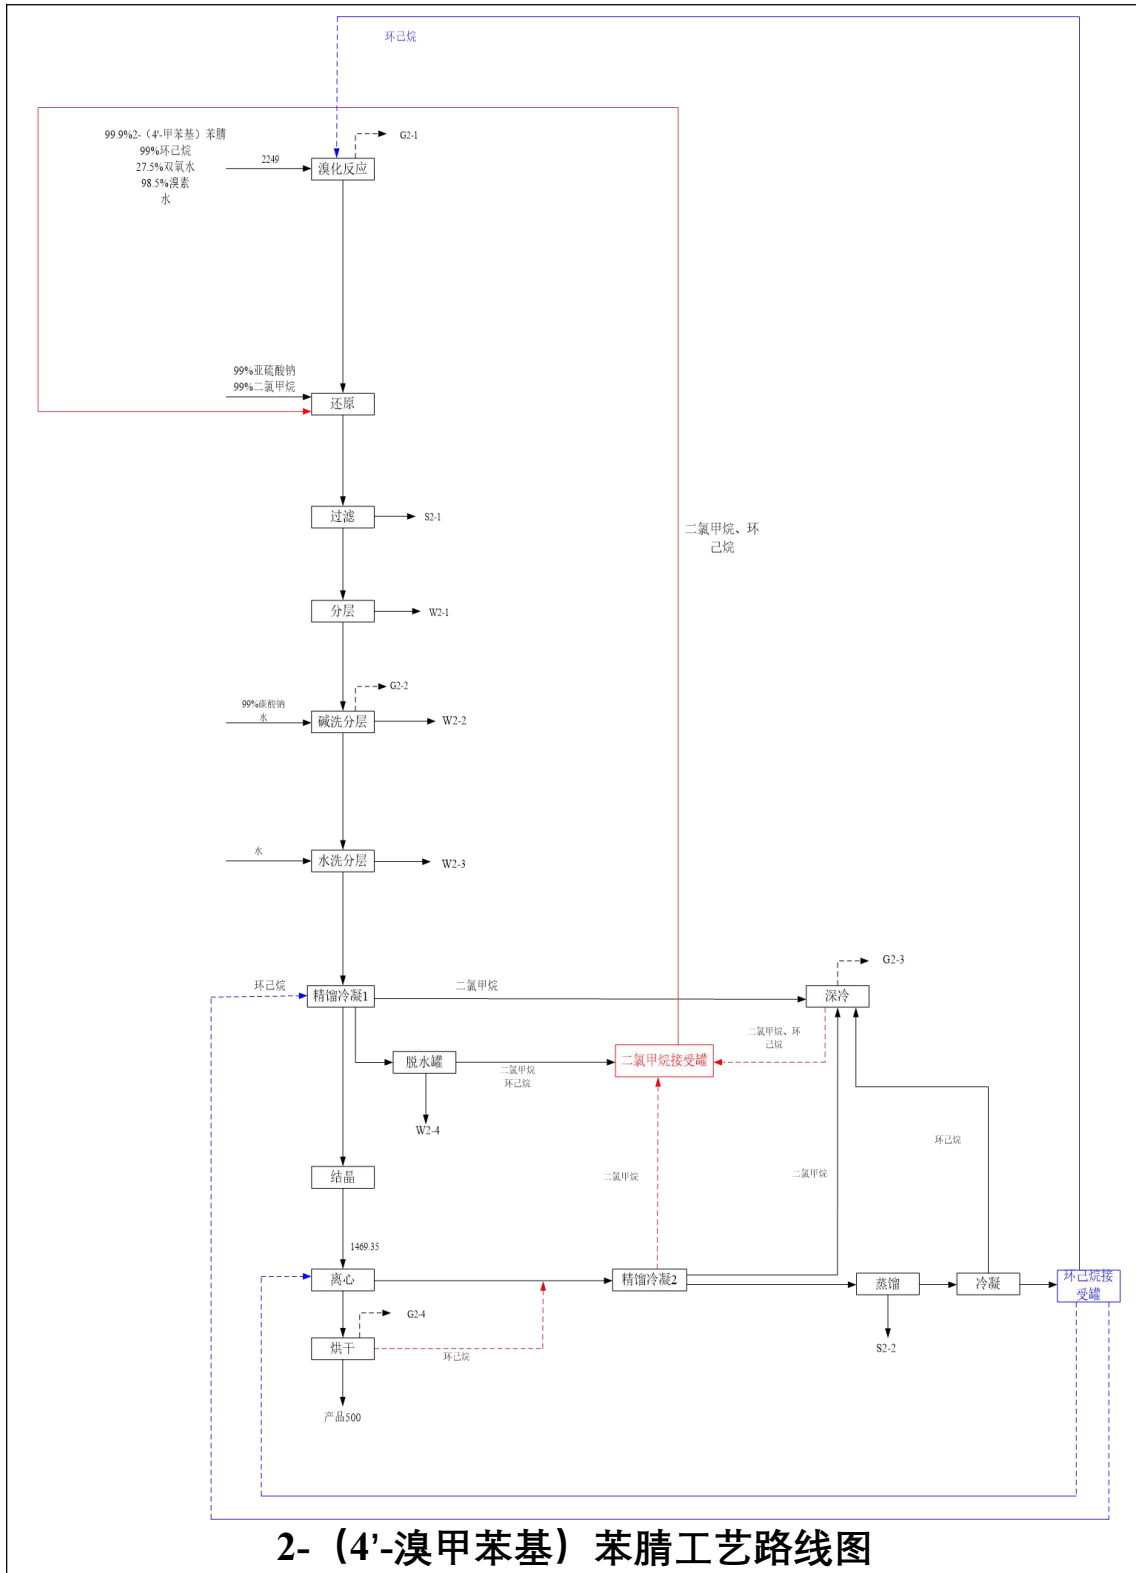 环己烷
99.9%2-（4'-甲苯基）苯腈
99%环己烷
27.5%双氧水
98.5%溴素
水
2249
G2-1
溴化反应
99%亚硫酸钠
99%二氯甲烷
还原
过滤
S2-1
二氯甲烷、环
己烷
分层
W2-1
G2-2
99%碳酸钠
水
碱洗分层
W2-2
水
水洗分层
W2-3
G2-3
环己烷
精馏冷凝1
二氯甲烷
深冷
二氯甲烷、环
己烷
脱水罐
二氯甲烷
环己烷
二氯甲烷接受罐
W2-4
环己烷
结晶
二氯甲烷
二氯甲烷
1469.35
离心
精馏冷凝2
蒸馏
冷凝
环己烷接
受罐
G2-4
烘干
环己烷
S2-2
产品500
2-（4’-溴甲苯基）苯腈工艺路线图